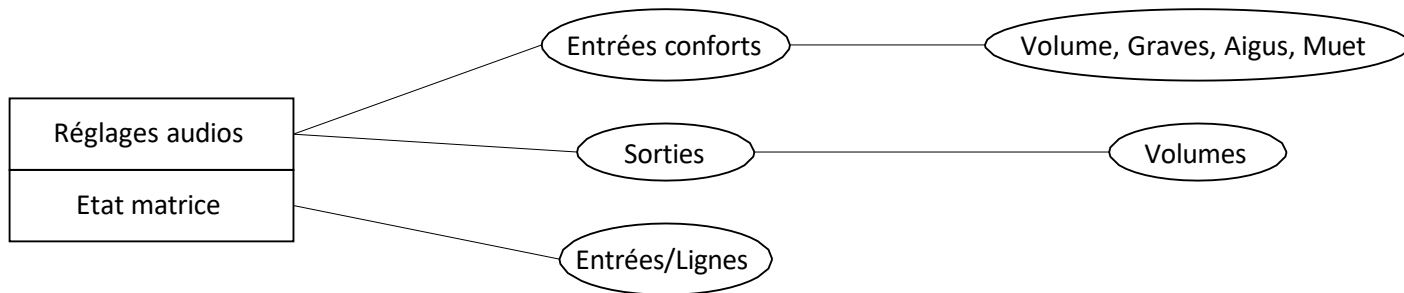 Entrées conforts
Volume, Graves, Aigus, Muet
Réglages audios
Sorties
Volumes
Etat matrice
Entrées/Lignes